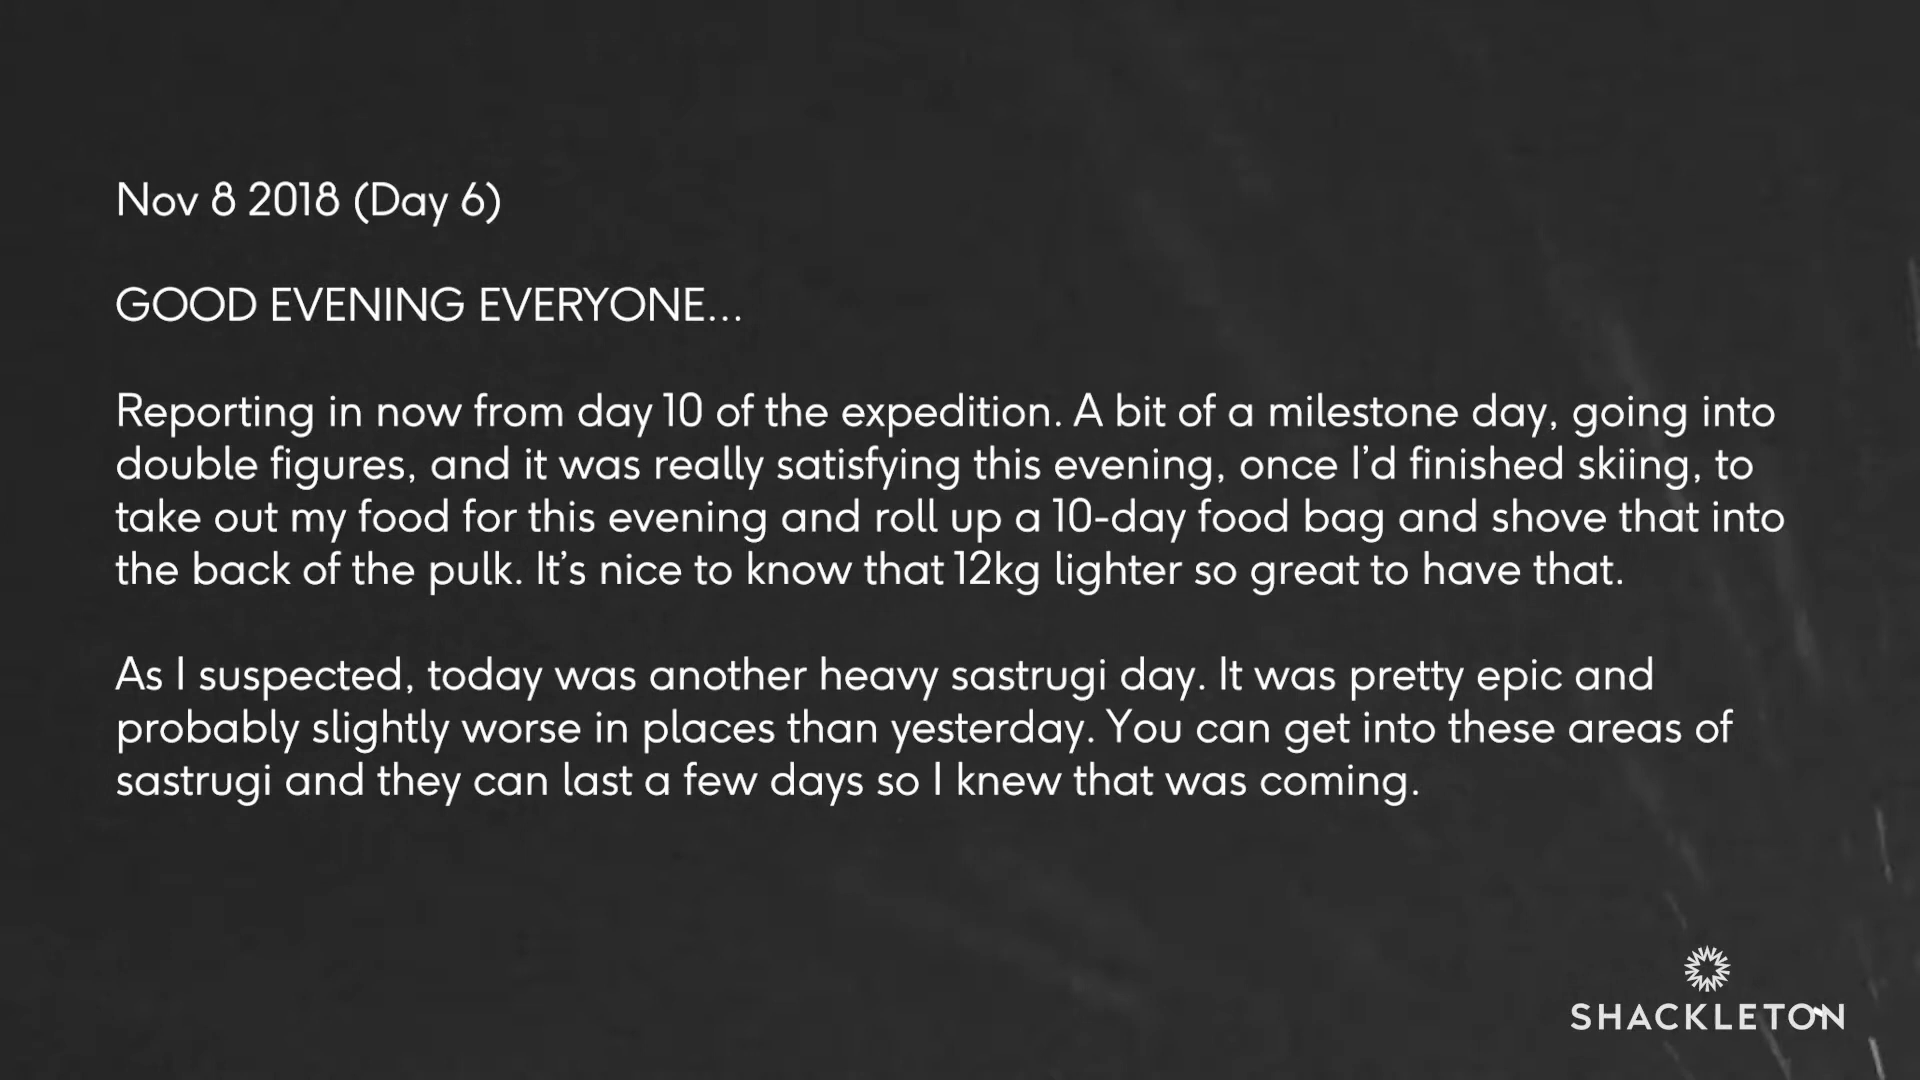 Nov 8 2018 (Day 6)
GOOD EVENING EVERYONE...
Reporting in now from day 10 of the expedition. A bit of a milestone day, going into
double figures, and it was really satisfying this evening, once I’d finished skiing, to
take out my food for this evening and roll up a 10-day food bag and shove that into
the back of the pulk. It’s nice to know that 12kg lighter so great to have that.
As I suspected, today was another heavy sastrugi day. It was pretty epic and
probably slightly worse in places than yesterday. You can get into these areas of
sastrugi and they can last a few days so I knew that was coming.
SHACKLETON